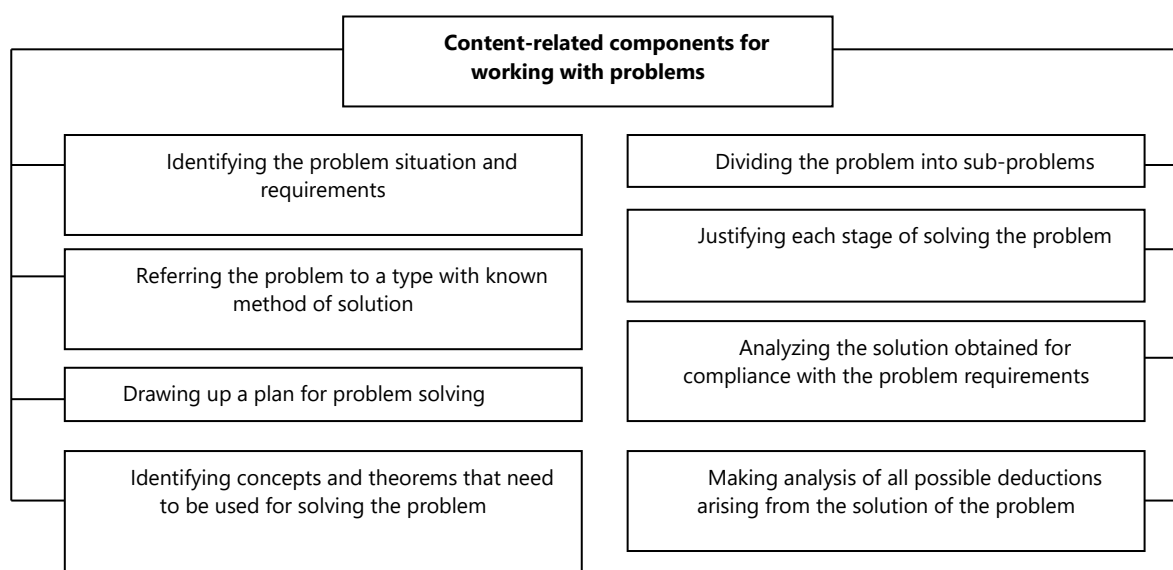 Content-related components for
working with problems
Identifying the problem situation and
requirements
Referring the problem to a type with known
method of solution
Drawing up a plan for problem solving
Identifying concepts and theorems that need
to be used for solving the problem
Dividing the problem into sub-problems
Justifying each stage of solving the problem
Analyzing the solution obtained for
compliance with the problem requirements
Making analysis of all possible deductions
arising from the solution of the problem